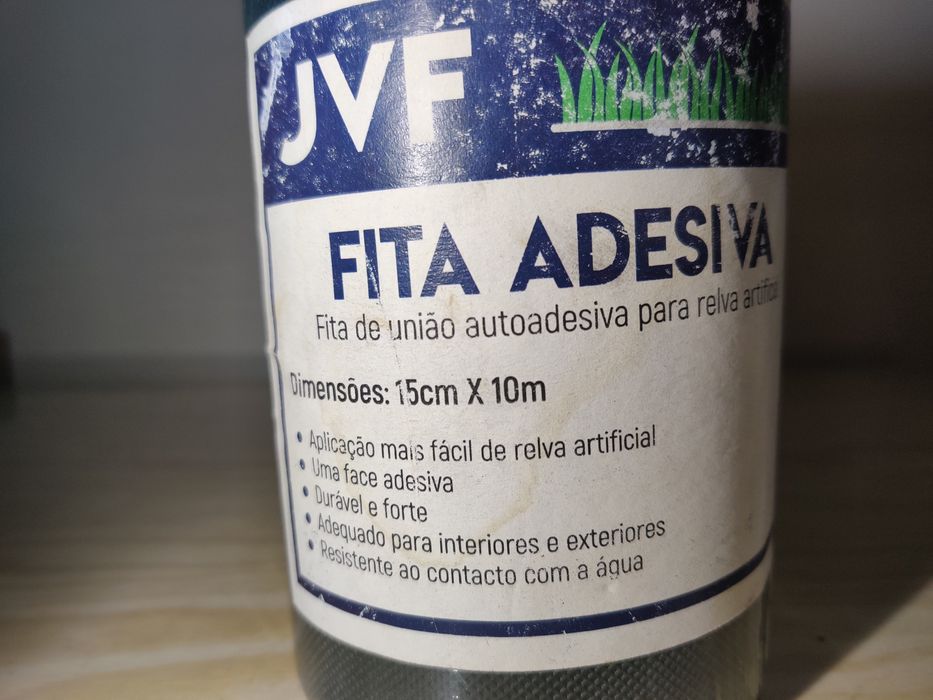 JVF
FITA ADESIVA
Fita de união autoadesiva para relva
Dimensões: 15cm X 10m
• Aplicação mais fácil de relva artificial
• Uma face adesiva
• Durável e forte
• Adequado para interiores e exteriores
• Resistente ao contacto com a água